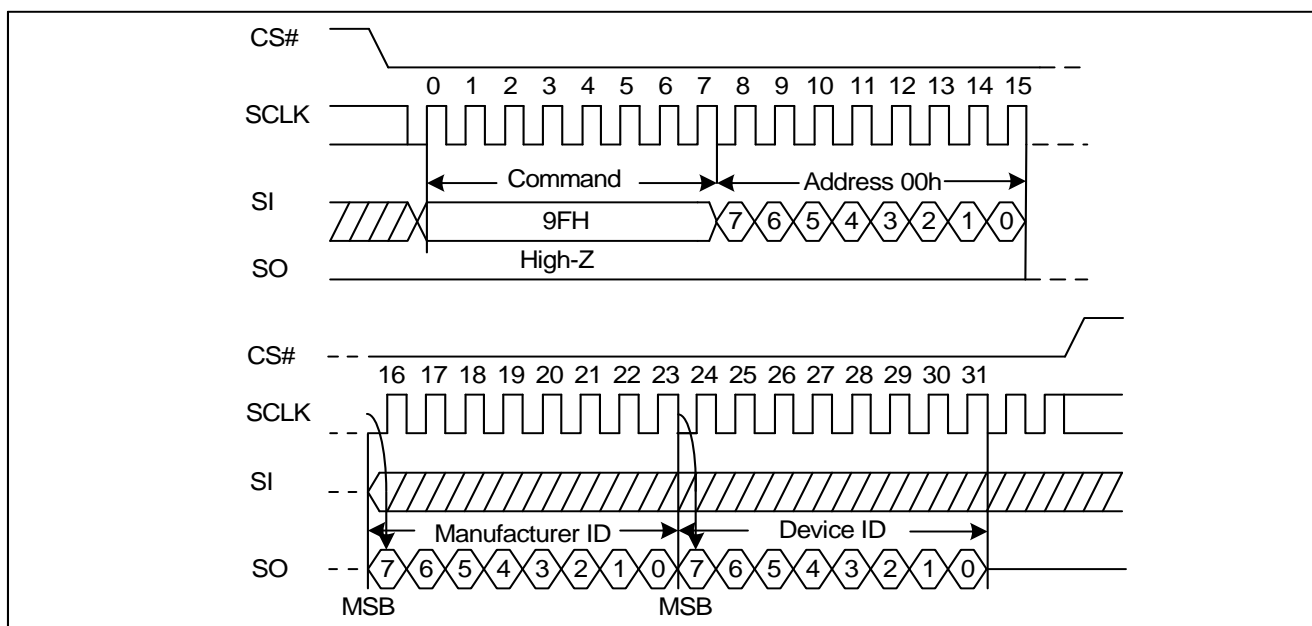 CS#
0 1 2 3 4 5 6 7 8 9 10 11 12 13 14 15
SCLK
Command Address 00h
SI
9FH 7 6 5 4 3 2 1 0
High-Z
SO
CS#
16 17 18 19 20 21 22 23 24 25 26 27 28 29 30 31
SCLK
SI
Manufacturer ID Device ID
SO 7 6 5 4 3 2 1 0 7 6 5 4 3 2 1 0
MSB MSB